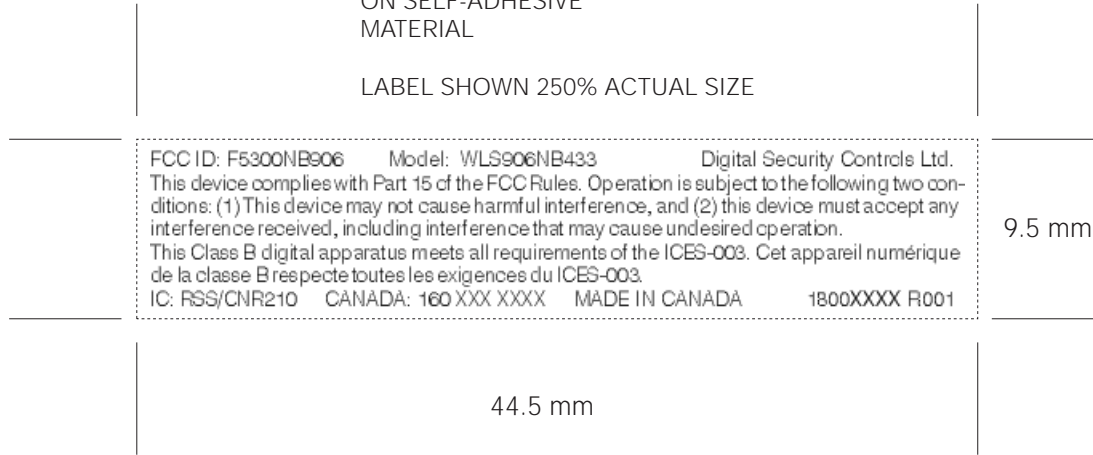 ON SELF-ADHESIVE
MATERIAL
LABEL SHOWN 250% ACTUAL SIZE
FCC ID: F5300NB906 Model: WLS906NB433 Digital Security Controls Ltd.
This device complies with Part 15 of the FCC Rules. Operation is subject to the following two con-
ditions: (1) This device may not cause harmful interference, and (2) this device must accept any
interference received, including interference that may cause undesired operation.
This Class B digital apparatus meets all requirements of the ICES-003. Cet appareil numérique
de la classe B respecte toutes les exigences du ICES-003.
IC: RSS/CNR210 CANADA: 160 XXX XXXX MADE IN CANADA 1800XXXX R001
9.5 mm
44.5 mm